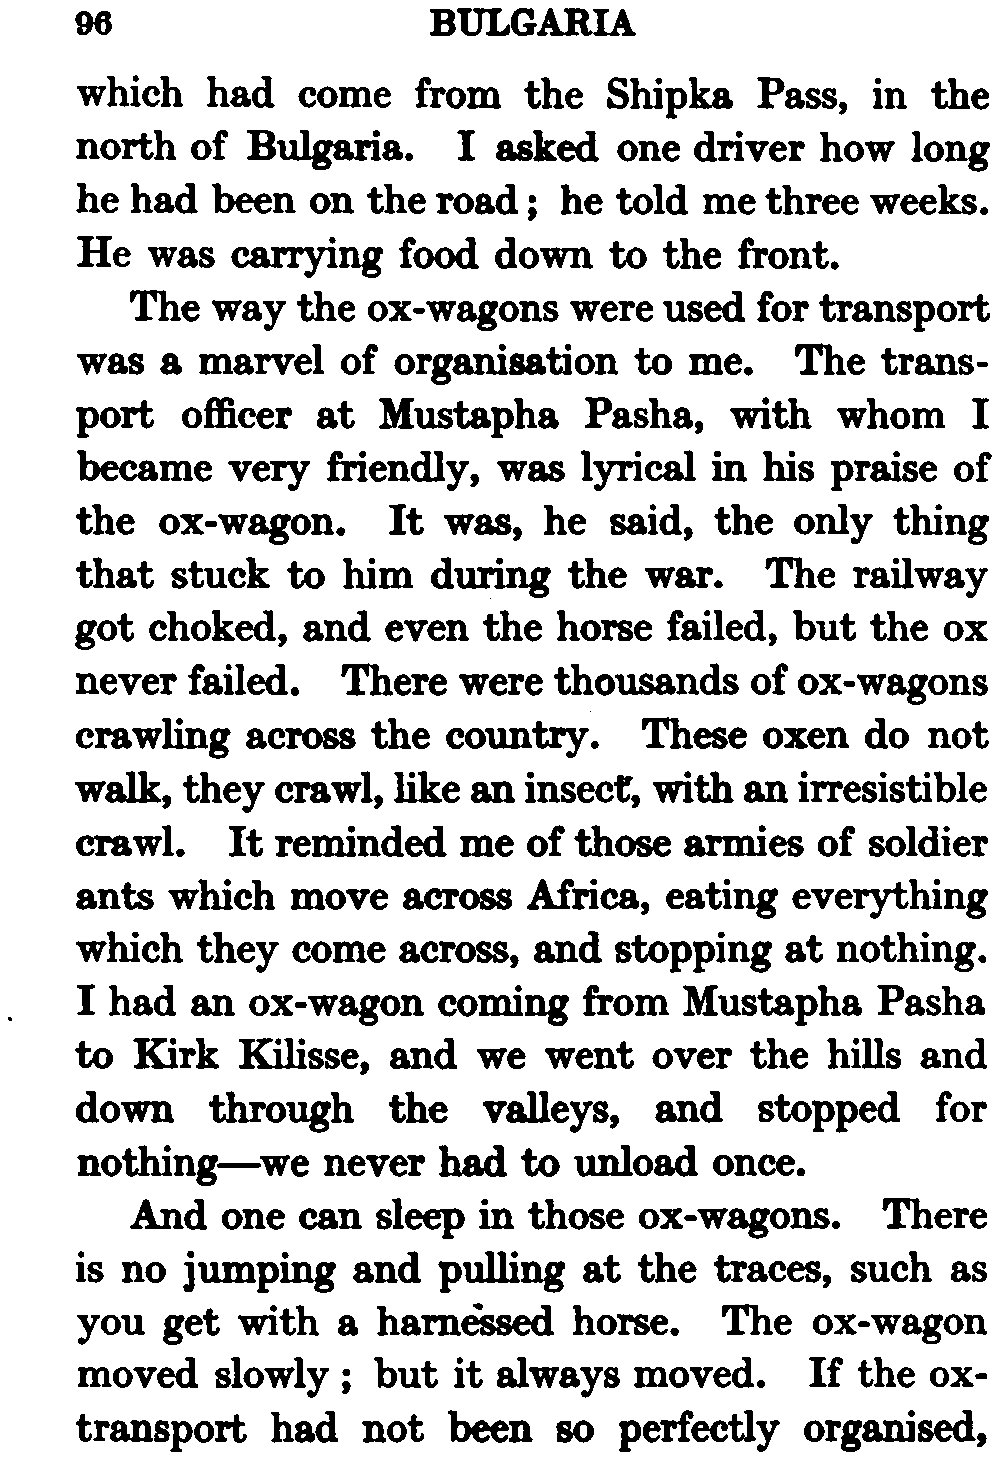 96 BULGARIA
which had come from the Shipka Pass, in the
north of Bulgaria. I asked one driver how long
he had been on the road ; he told me three weeks.
He was carrying food down to the front.
The way the ox-wagons were used for transport
was a marvel of organisation to me. The trans-
port officer at Mustapha Pasha, with whom I
became very friendly, was lyrical in his praise of
the ox-wagon. It was, he said, the only thing
that stuck to him during the war. The railway
got choked, and even the horse failed, but the ox
never failed. There were thousands of ox-wagons
crawling across the country. These oxen do not
walk, they crawl, like an insect, with an irresistible
crawl. It reminded me of those armies of soldier
ants which move across Africa, eating everything
which they come across, and stopping at nothing.
I had an ox-wagon coming from Mustapha Pasha
to Kirk Kilisse, and we went over the hills and
down through the valleys, and stopped for
nothing—we never had to unload once.
And one can sleep in those ox-wagons. There
is no jumping and pulling at the traces, such as
you get with a harnessed horse. The ox-wagon
moved slowly ; but it always moved. If the ox-
transport had not been so perfectly organised,